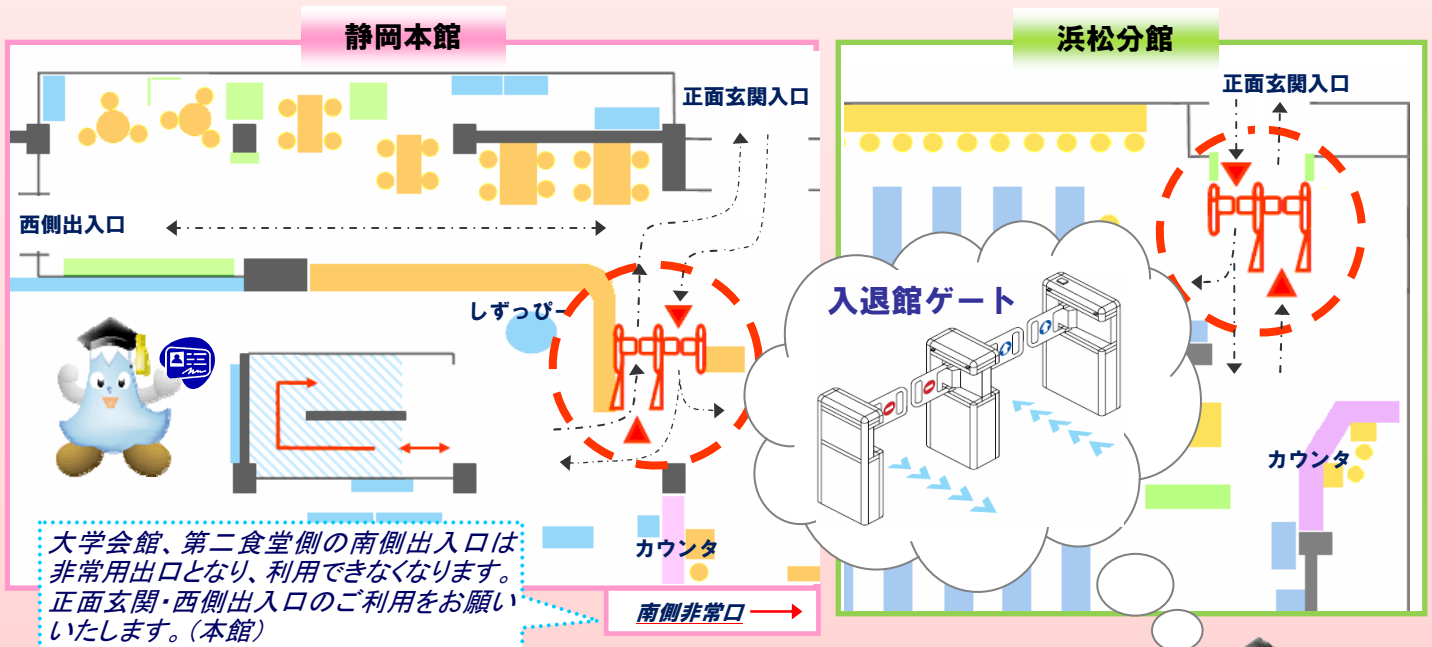 静岡本館
正面玄関入口
西側出入口
しずっぴー
カウンタ
大学会館、第二食堂側の南側出入口は
非常用出口となり、利用できなくなります。
正面玄関・西側出入口のご利用をお願い
いたします。(本館)
南側非常口
浜松分館
正面玄関入口
入退館ゲート
カウンタ